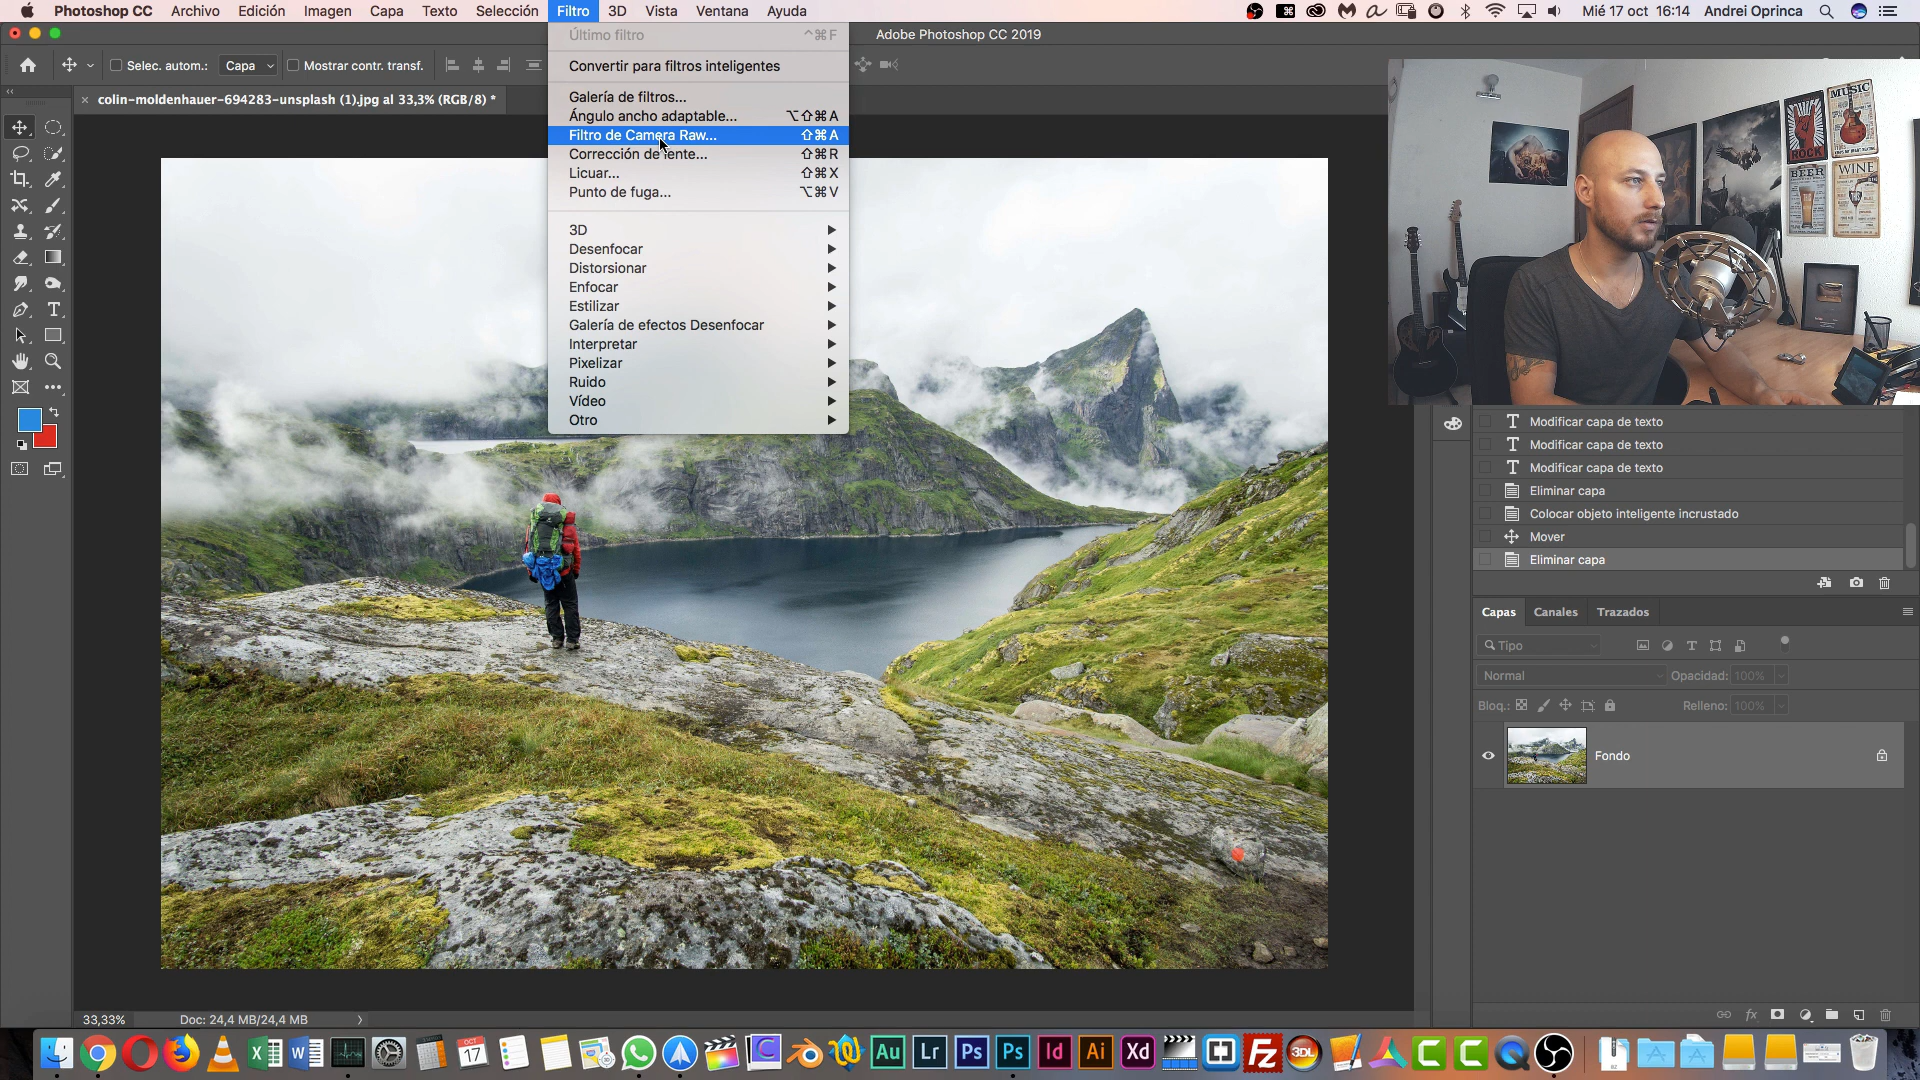 Photoshop CC Archivo Edición Imagen Capa Texto Selección Filtro 3D Vista Ventana Ayuda
Mié 17 oct 16:14 Andrei Oprinca
Adobe Photoshop CC 2019
Selec. autom.: Capa Mostrar contr. transf.
colin-moldenhauer-694283-unsplash (1).jpg al 33,3% (RGB/8) *
Último filtro ^⌘F
Convertir para filtros inteligentes
Galería de filtros...
Ángulo ancho adaptable... ⌥⇧⌘A
Filtro de Camera Raw... ⇧⌘A
Corrección de lente... ⇧⌘R
Licuar... ⇧⌘X
Punto de fuga... ⌥⌘V
3D
Desenfocar
Distorsionar
Enfocar
Estilizar
Galería de efectos Desenfocar
Interpretar
Pixelizar
Ruido
Vídeo
Otro
ROCK
MUSIC
BEER
WINE
Modificar capa de texto
Modificar capa de texto
Modificar capa de texto
Eliminar capa
Colocar objeto inteligente incrustado
Mover
Eliminar capa
Capas Canales Trazados
Tipo
Normal Opacidad: 100%
Bloq.: Relleno: 100%
Fondo
33,33% Doc: 24,4 MB/24,4 MB
OCT
17
Au Lr Ps Ps Id Ai Xd Fz 3DL